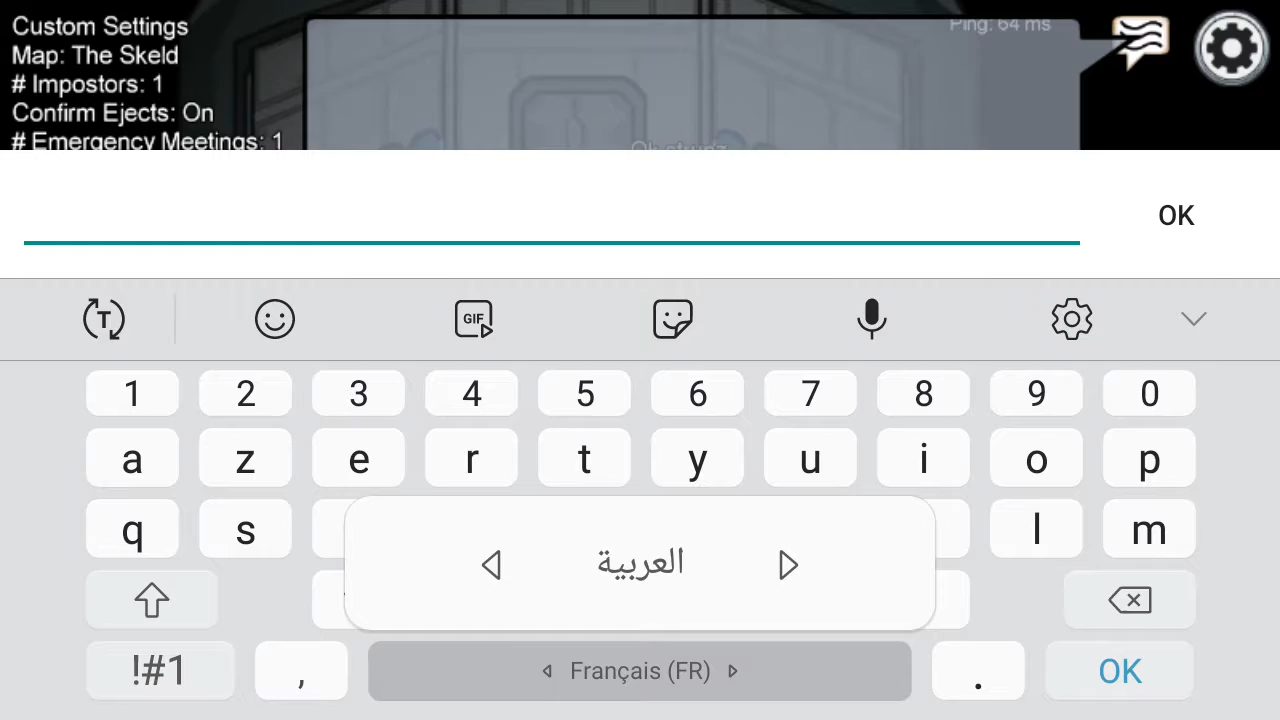 Custom Settings
Ping: 64 ms
Map: The Skeld
# Impostors: 1
Confirm Ejects: On
# Emergency Meetings: 1
OK
T
GIF
1 2 3 4 5 6 7 8 9 0
a z e r t y u i o p
q s l m
العربية
!#1 , Français (FR) . OK